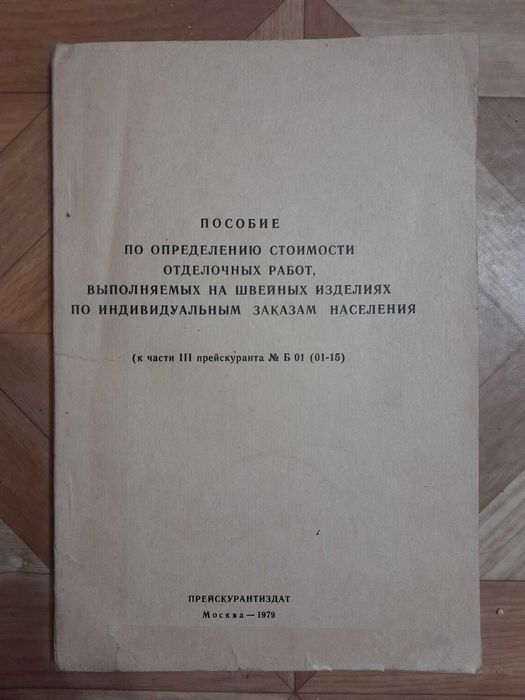 ПОСОБИЕ
ПО ОПРЕДЕЛЕНИЮ СТОИМОСТИ
ОТДЕЛОЧНЫХ РАБОТ,
ВЫПОЛНЯЕМЫХ НА ШВЕЙНЫХ ИЗДЕЛИЯХ
ПО ИНДИВИДУАЛЬНЫМ ЗАКАЗАМ НАСЕЛЕНИЯ
(к части III прейскуранта № Б 01 (01-15)
ПРЕЙСКУРАНТИЗДАТ
Москва — 1979